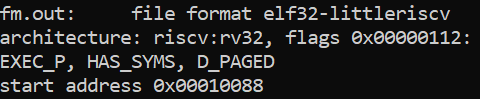 fm.out:     file format elf32-littleriscv
architecture: riscv:rv32, flags 0x00000112:
EXEC_P, HAS_SYMS, D_PAGED
start address 0x00010088